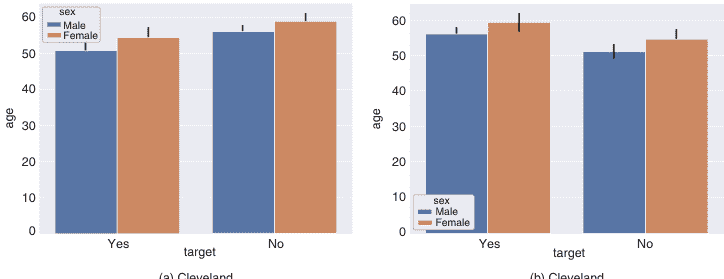 60
50
40
30
20
10
0
age
sex
Male
Female
Yes
No
target
(a) Cleveland
60
50
40
30
20
10
0
age
sex
Male
Female
Yes
No
target
(b) Cleveland